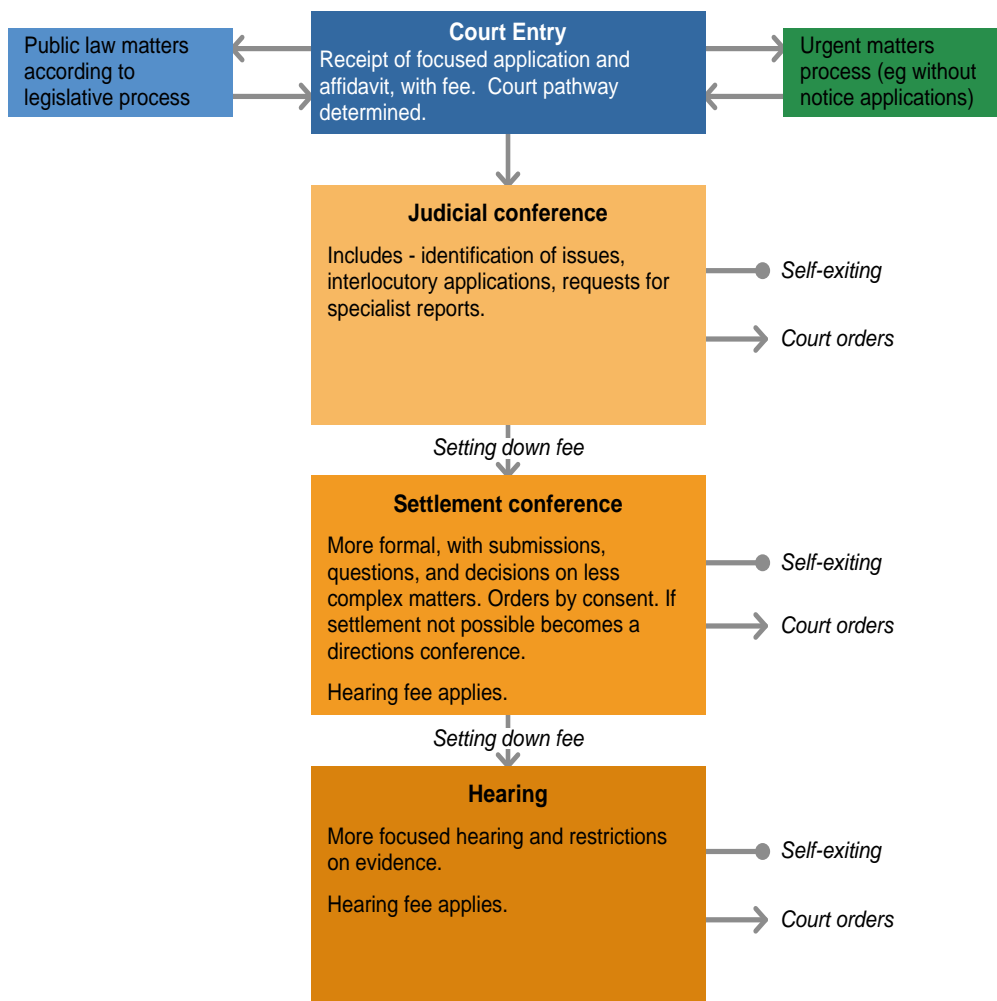 Public law matters
according to
legislative process
Court Entry
Receipt of focused application and
affidavit, with fee.  Court pathway
determined.
Urgent matters
process (eg without
notice applications)
Judicial conference
Includes - identification of issues,
interlocutory applications, requests for
specialist reports.
Self-exiting
Court orders
Setting down fee
Settlement conference
More formal, with submissions,
questions, and decisions on less
complex matters. Orders by consent. If
settlement not possible becomes a
directions conference.
Hearing fee applies.
Self-exiting
Court orders
Setting down fee
Hearing
More focused hearing and restrictions
on evidence.
Hearing fee applies.
Self-exiting
Court orders